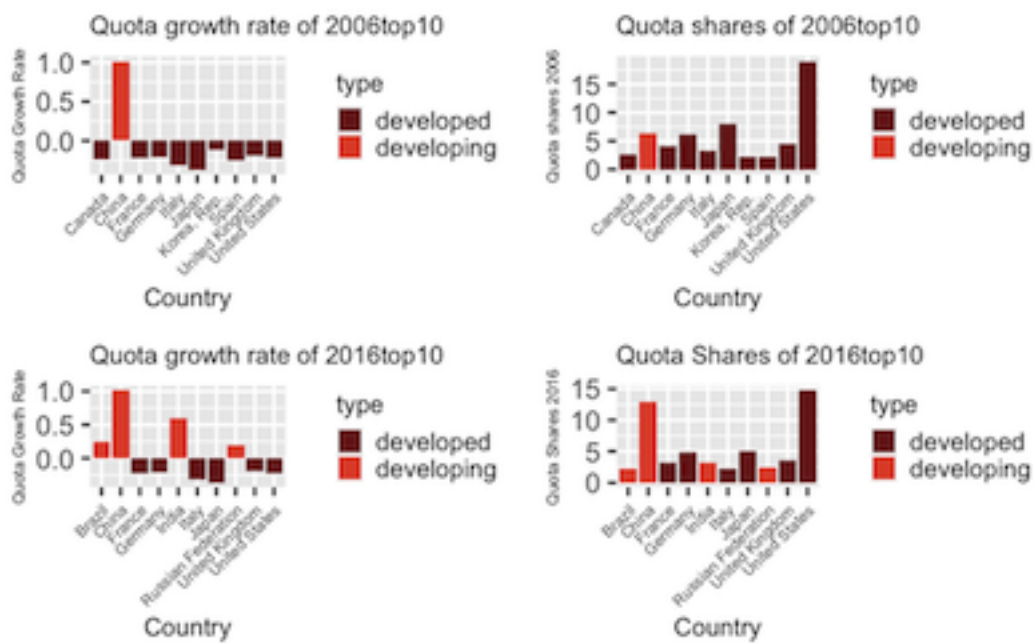 Quota growth rate of 2006top10
Quota Growth Rate
1.0
0.5
0.0
Canada
China
France
Germany
Italy
Japan
Korea, Rep.
Spain
United Kingdom
United States
Country
type
developed
developing
Quota shares of 2006top10
Quota shares 2006
15
10
5
0
Canada
China
France
Germany
Italy
Japan
Korea, Rep.
Spain
United Kingdom
United States
Country
type
developed
developing
Quota growth rate of 2016top10
Quota Growth Rate
1.0
0.5
0.0
Brazil
China
France
Germany
India
Italy
Japan
Russian Federation
United Kingdom
United States
Country
type
developed
developing
Quota Shares of 2016top10
Quota Shares 2016
15
10
5
0
Brazil
China
France
Germany
India
Italy
Japan
Russian Federation
United Kingdom
United States
Country
type
developed
developing